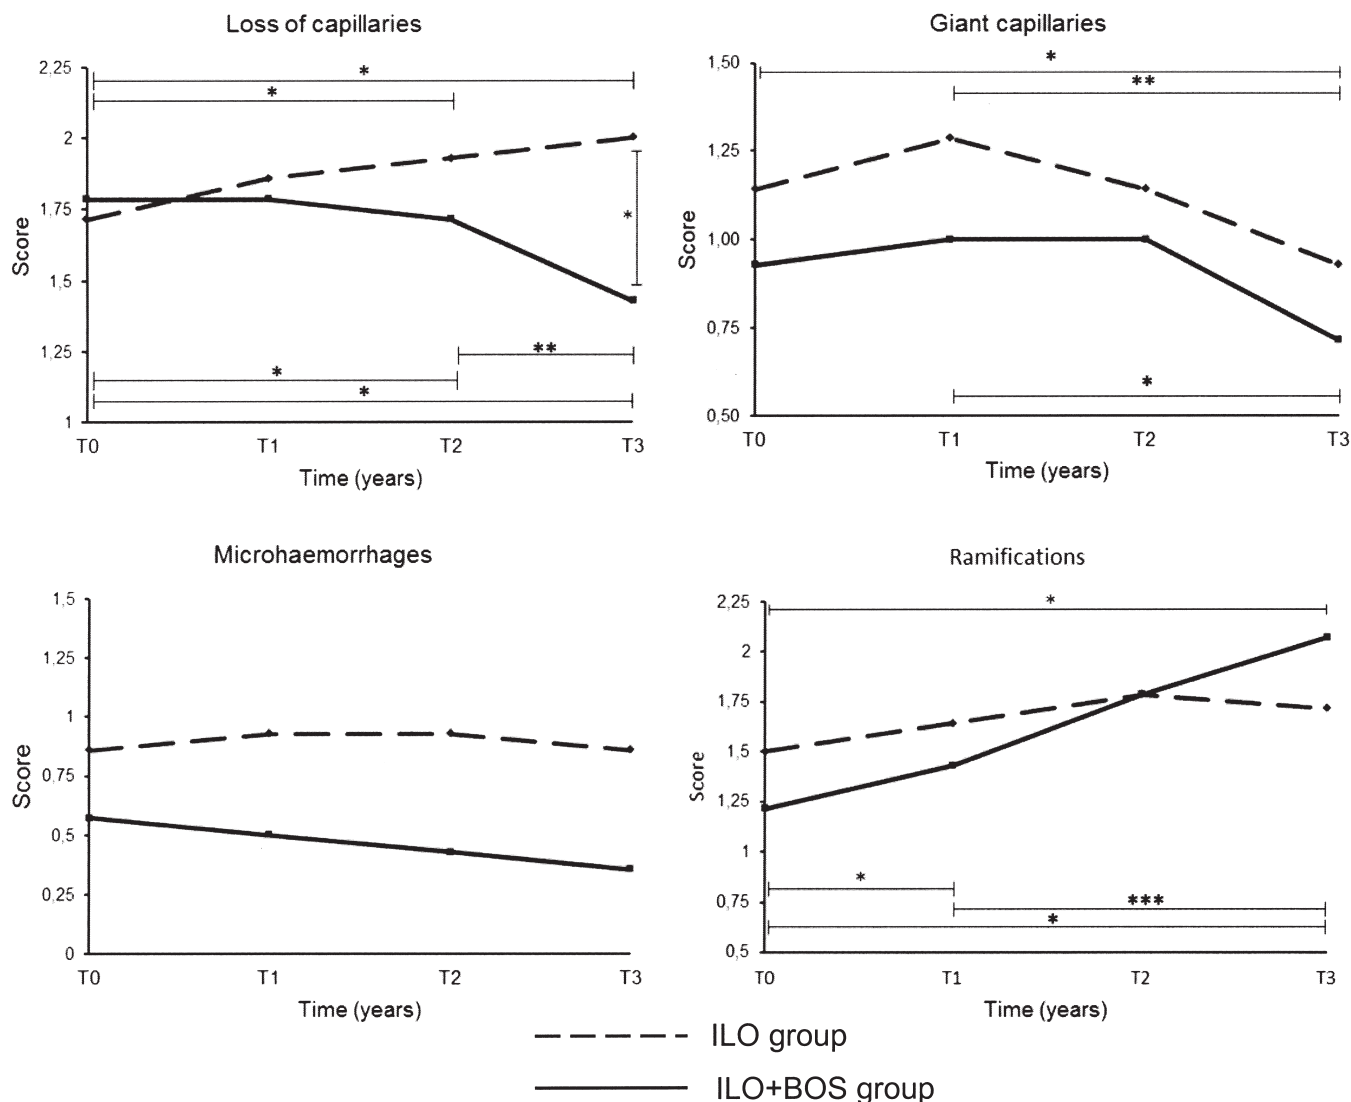 Loss of capillaries
2,25
2
1,75
1,5
1,25
1
Score
*
*
*
**
*
*
T0 T1 T2 T3
Time (years)
Giant capillaries
1,50
1,25
1,00
0,75
0,50
Score
*
**
*
T0 T1 T2 T3
Time (years)
Microhaemorrhages
1,5
1,25
1
0,75
0,5
0,25
0
Score
T0 T1 T2 T3
Time (years)
Ramifications
2,25
2
1,75
1,5
1,25
1
0,75
0,5
Score
*
*
***
*
T0 T1 T2 T3
Time (years)
ILO group
ILO+BOS group